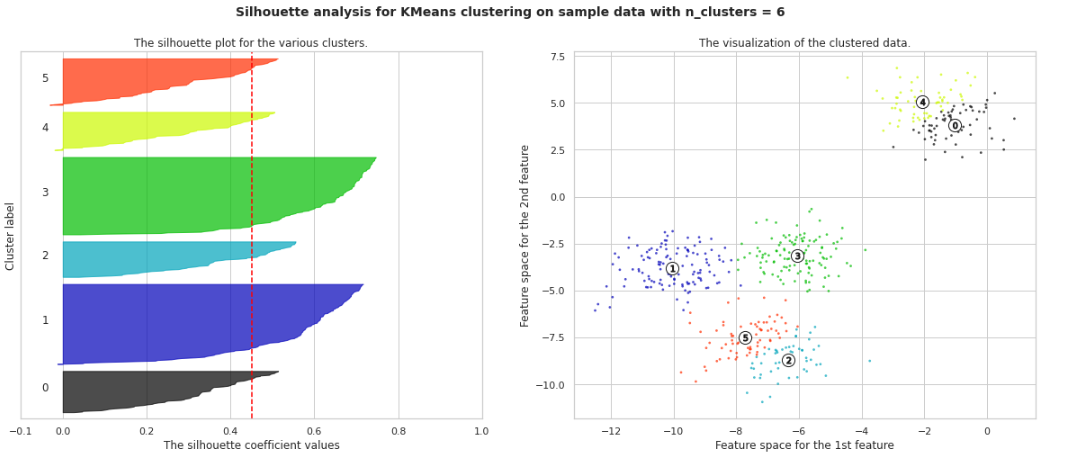 Silhouette analysis for KMeans clustering on sample data with n_clusters = 6
The silhouette plot for the various clusters.
5
4
3
2
1
0
Cluster label
−0.1 0.0 0.2 0.4 0.6 0.8 1.0
The silhouette coefficient values
The visualization of the clustered data.
7.5
5.0
2.5
0.0
−2.5
−5.0
−7.5
−10.0
Feature space for the 2nd feature
4
0
3
1
5
2
−12 −10 −8 −6 −4 −2 0
Feature space for the 1st feature